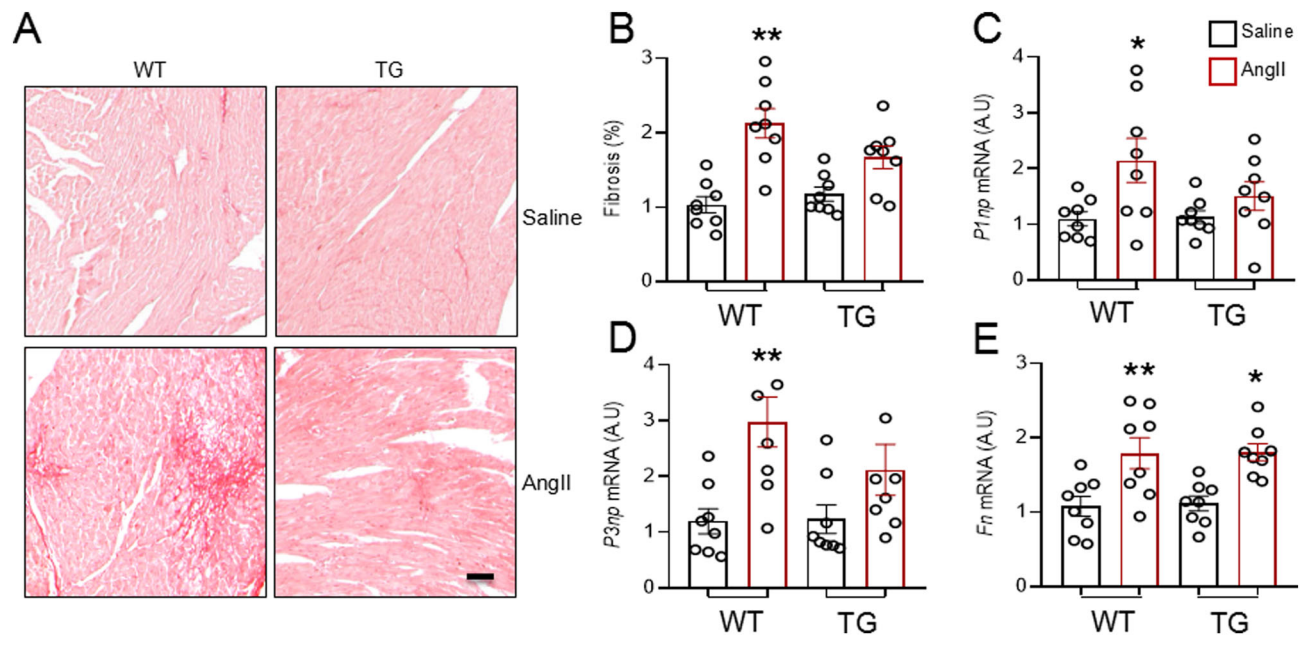 A
WT
TG
Saline
AngII
B
**
Fibrosis (%)
3
2
1
0
WT
TG
C
*
P1np mRNA (A.U)
4
3
2
1
0
WT
TG
Saline
AngII
D
**
P3np mRNA (A.U)
4
3
2
1
0
WT
TG
E
**
*
Fn mRNA (A.U)
3
2
1
0
WT
TG